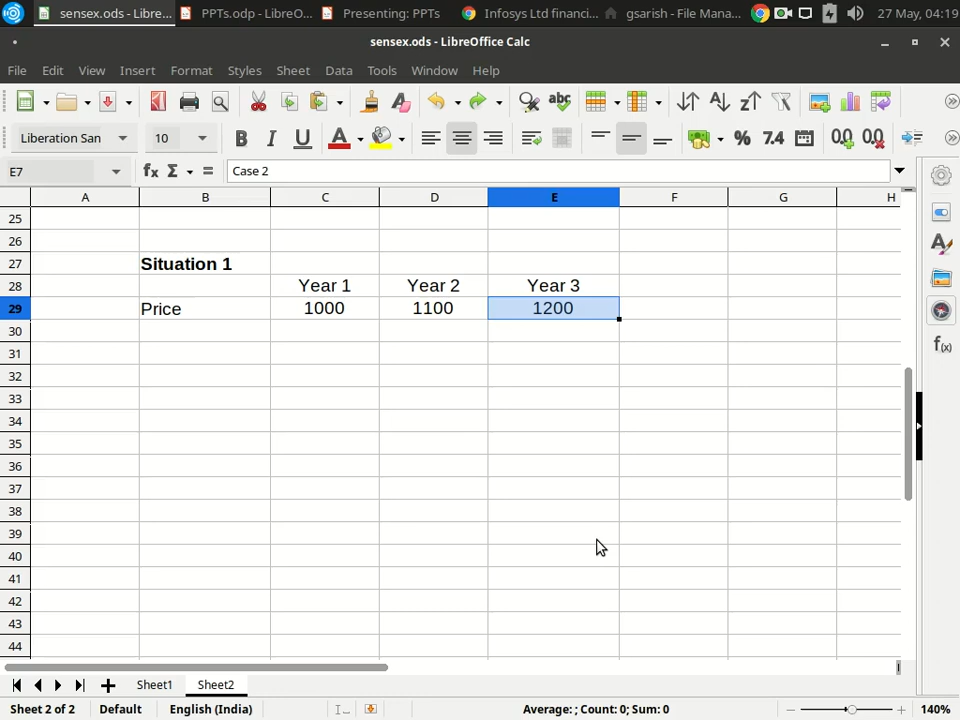 sensex.ods - Libre... PPTs.odp - LibreO... Presenting: PPTS Infosys Ltd financi... gsarish - File Mana... 27 May, 04:19
sensex.ods - LibreOffice Calc
File Edit View Insert Format Styles Sheet Data Tools Window Help
Liberation San 10
E7 Case 2
A B C D E F G H
25
26
27 Situation 1
28 Year 1 Year 2 Year 3
29 Price 1000 1100 1200
30
31
32
33
34
35
36
37
38
39
40
41
42
43
44
Sheet1 Sheet2
Sheet 2 of 2 Default English (India) Average: ; Count: 0; Sum: 0 140%